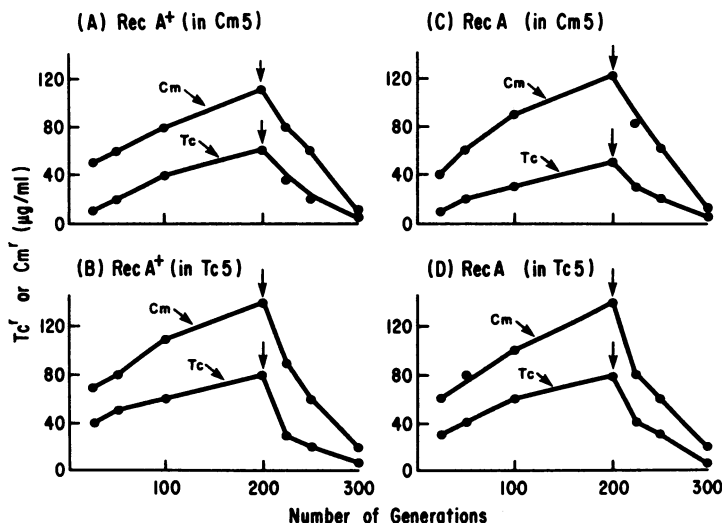 (A) Rec A+ (in Cm5)
(C) Rec A (in Cm5)
120
80
40
0
Cm
Tc
120
80
40
0
Cm
Tc
Tcr or Cmr (μg/ml)
(B) Rec A+ (in Tc5)
(D) Rec A (in Tc5)
120
80
40
0
Cm
Tc
100 200 300
120
80
40
0
Cm
Tc
100 200 300
Number of Generations